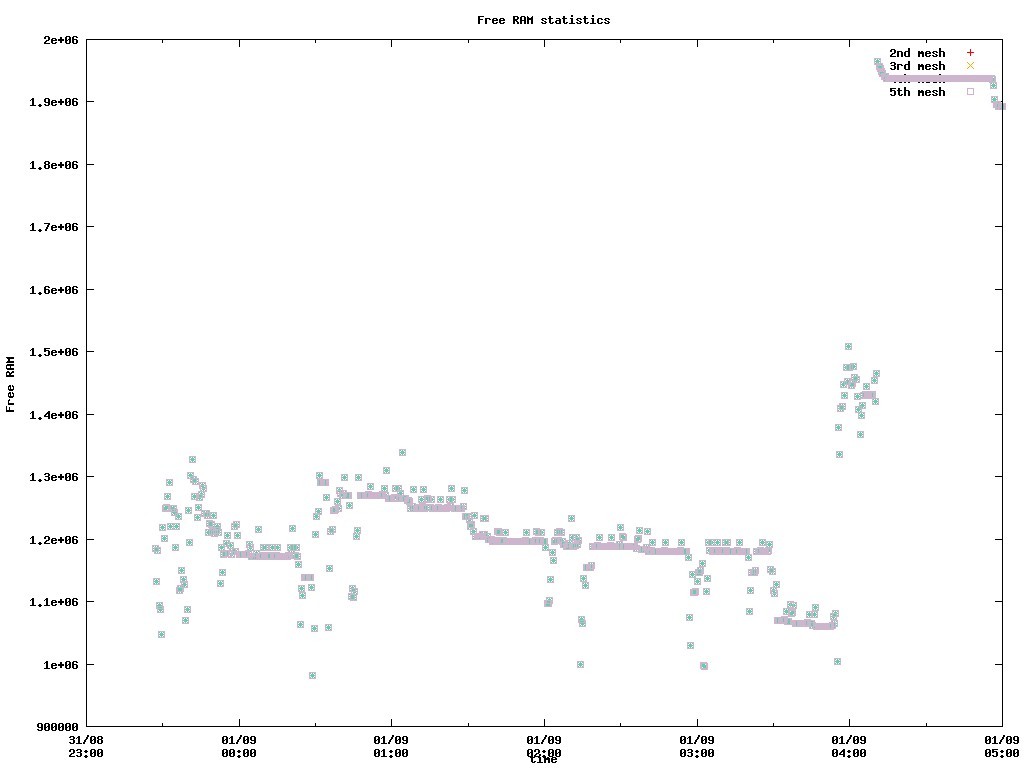 Free RAM statistics
2e+06
1.9e+06
1.8e+06
1.7e+06
1.6e+06
1.5e+06
1.4e+06
1.3e+06
1.2e+06
1.1e+06
1e+06
900000
Free RAM
2nd mesh
3rd mesh
5th mesh
31/08 01/09 01/09 01/09 01/09 01/09 01/09
23:00 00:00 01:00 02:00 03:00 04:00 05:00
time